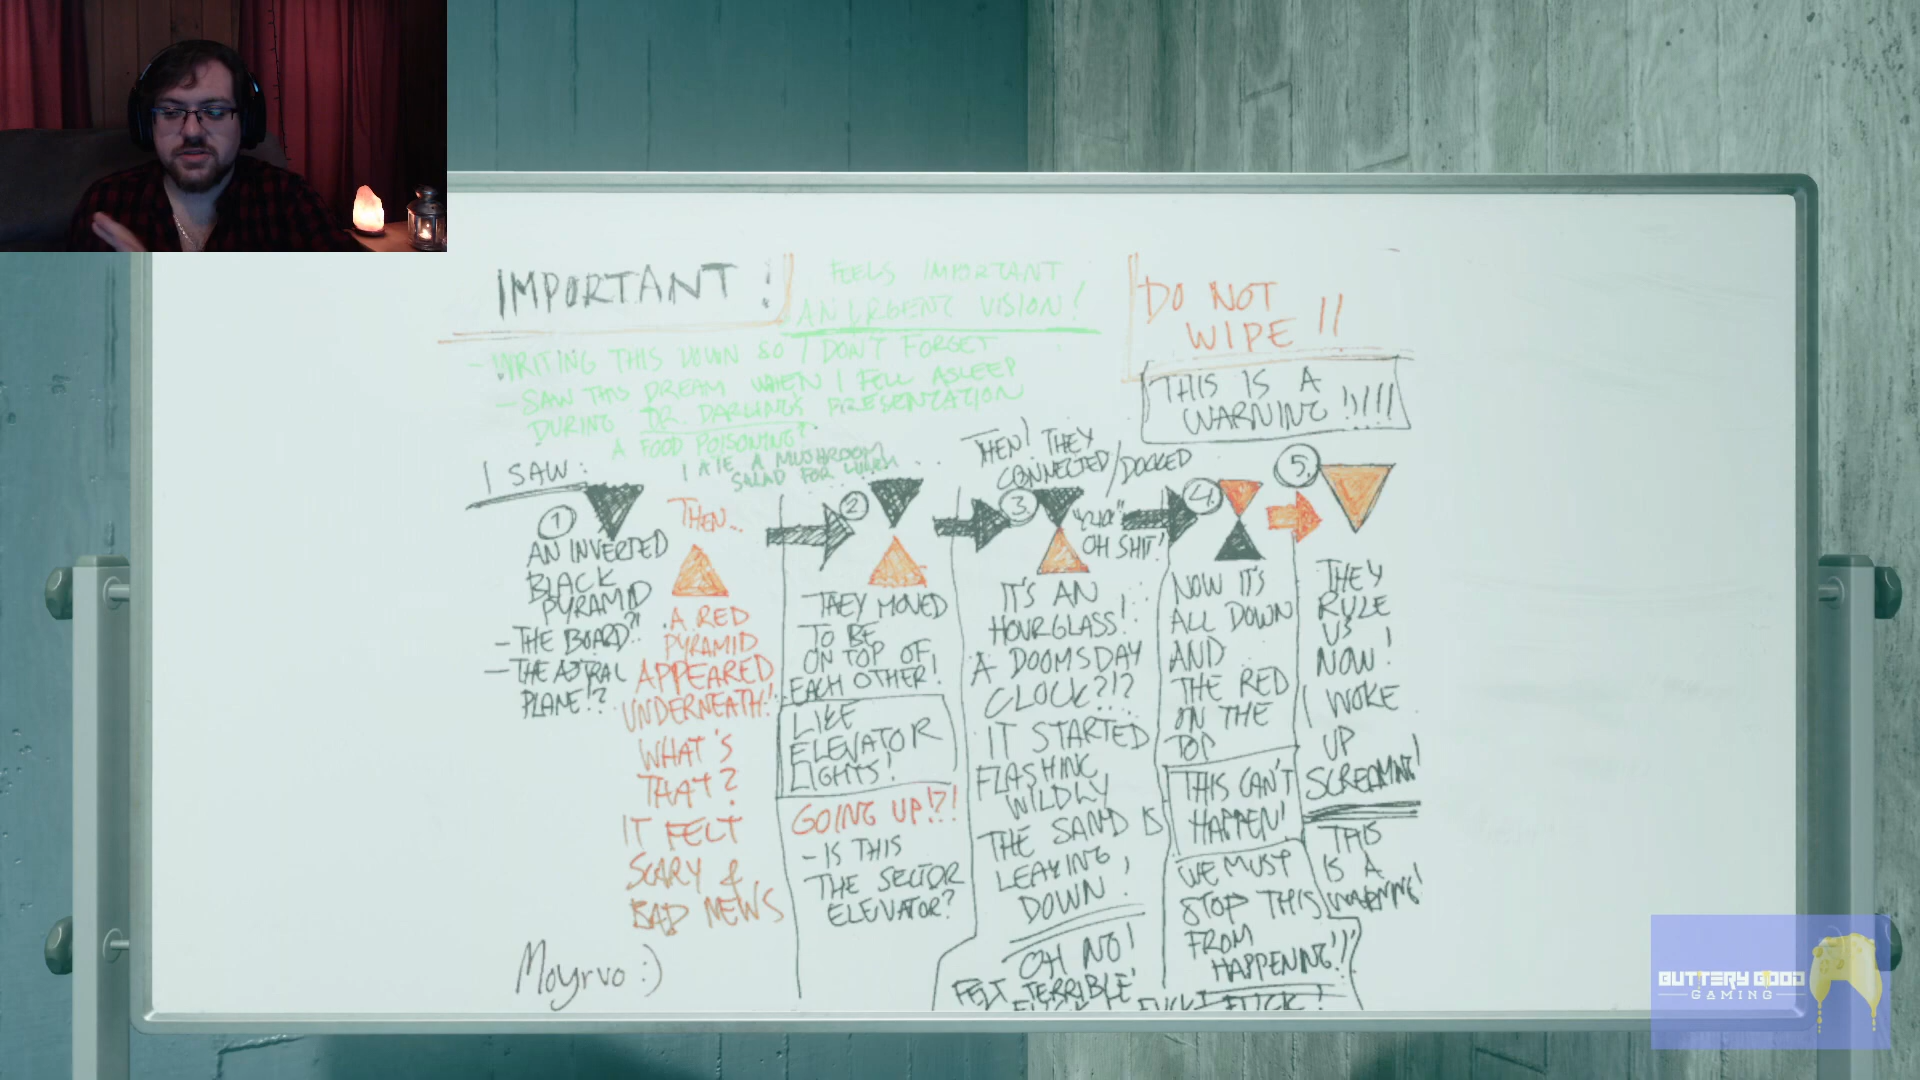 IMPORTANT!
FEELS IMPORTANT
AN URGENT VISION!
DO NOT
WIPE!!
THIS IS A
WARNING!!!!!
- WRITING THIS DOWN SO I DON'T FORGET
- SAW THIS DREAM WHEN I FELL ASLEEP
DURING DR. DARLING'S PRESENTATION
A FOOD POISONING?
I ATE A MUSHROOM
SALAD FOR LUNCH...
I SAW:
1
AN INVERTED
BLACK
PYRAMID
- THE BOARD?!
- THE ASTRAL
PLANE!?
THEN...
A RED
PYRAMID
APPEARED
UNDERNEATH!
WHAT'S
THAT?
IT FELT
SCARY &
BAD NEWS
2
THEY MOVED
TO BE
ON TOP OF
EACH OTHER!
LIKE
ELEVATOR
LIGHTS!
GOING UP!?!
- IS THIS
THE SECTOR
ELEVATOR?
THEN! THEY
CONNECTED/DOCKED
3.
OH SHIT!
IT'S AN
HOURGLASS!
A DOOMSDAY
CLOCK?!?
IT STARTED
FLASHING
WILDLY
THE SAND IS
LEAKING
DOWN!
OH NO!
FELT TERRIBLE!
4.
NOW IT'S
ALL DOWN
AND
THE RED
ON THE
TOP
THIS CAN'T
HAPPEN!
WE MUST
STOP THIS
FROM
HAPPENING!!
5.
THEY
RULE
US
NOW!
I WOKE
UP
SCREAMING!
THIS
IS A
WARNING!
Moyrvo :)
BUTTERY GOOD
GAMING